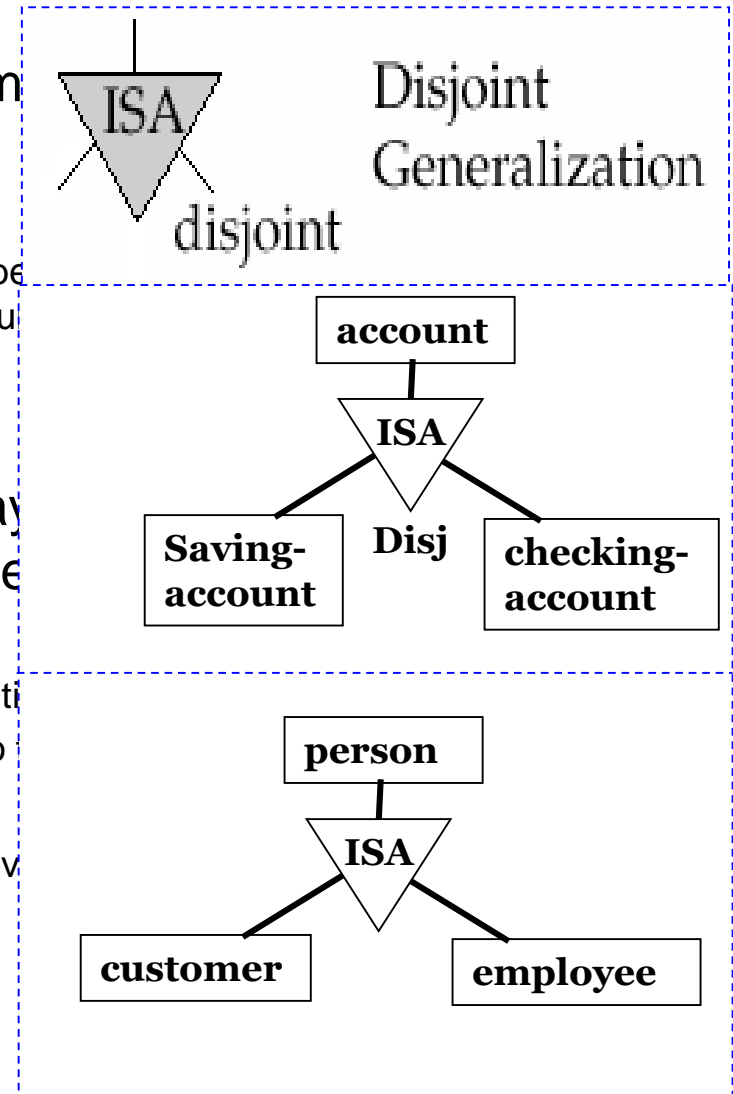 m
ISA
Disjoint
Generalization
disjoint
account
ISA
Saving-
account
Disj
checking-
account
person
ISA
customer
employee